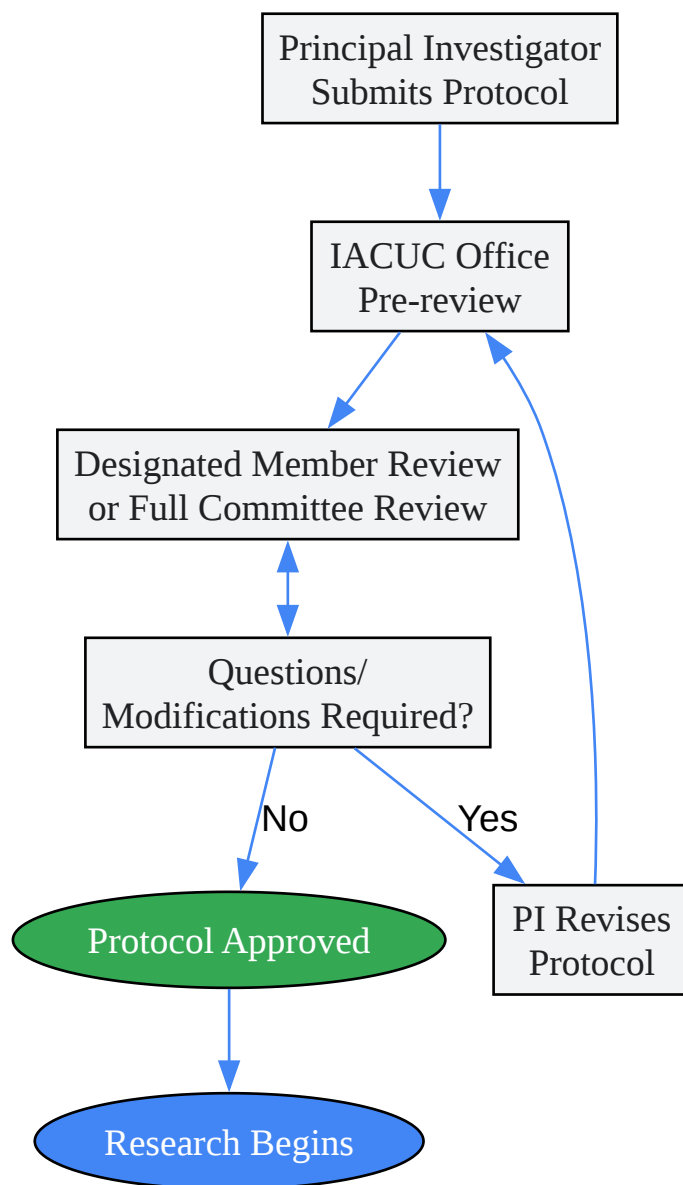 Principal Investigator
Submits Protocol
IACUC Office
Pre-review
Designated Member Review
or Full Committee Review
Questions/
Modifications Required?
No
Yes
Protocol Approved
PI Revises
Protocol
Research Begins